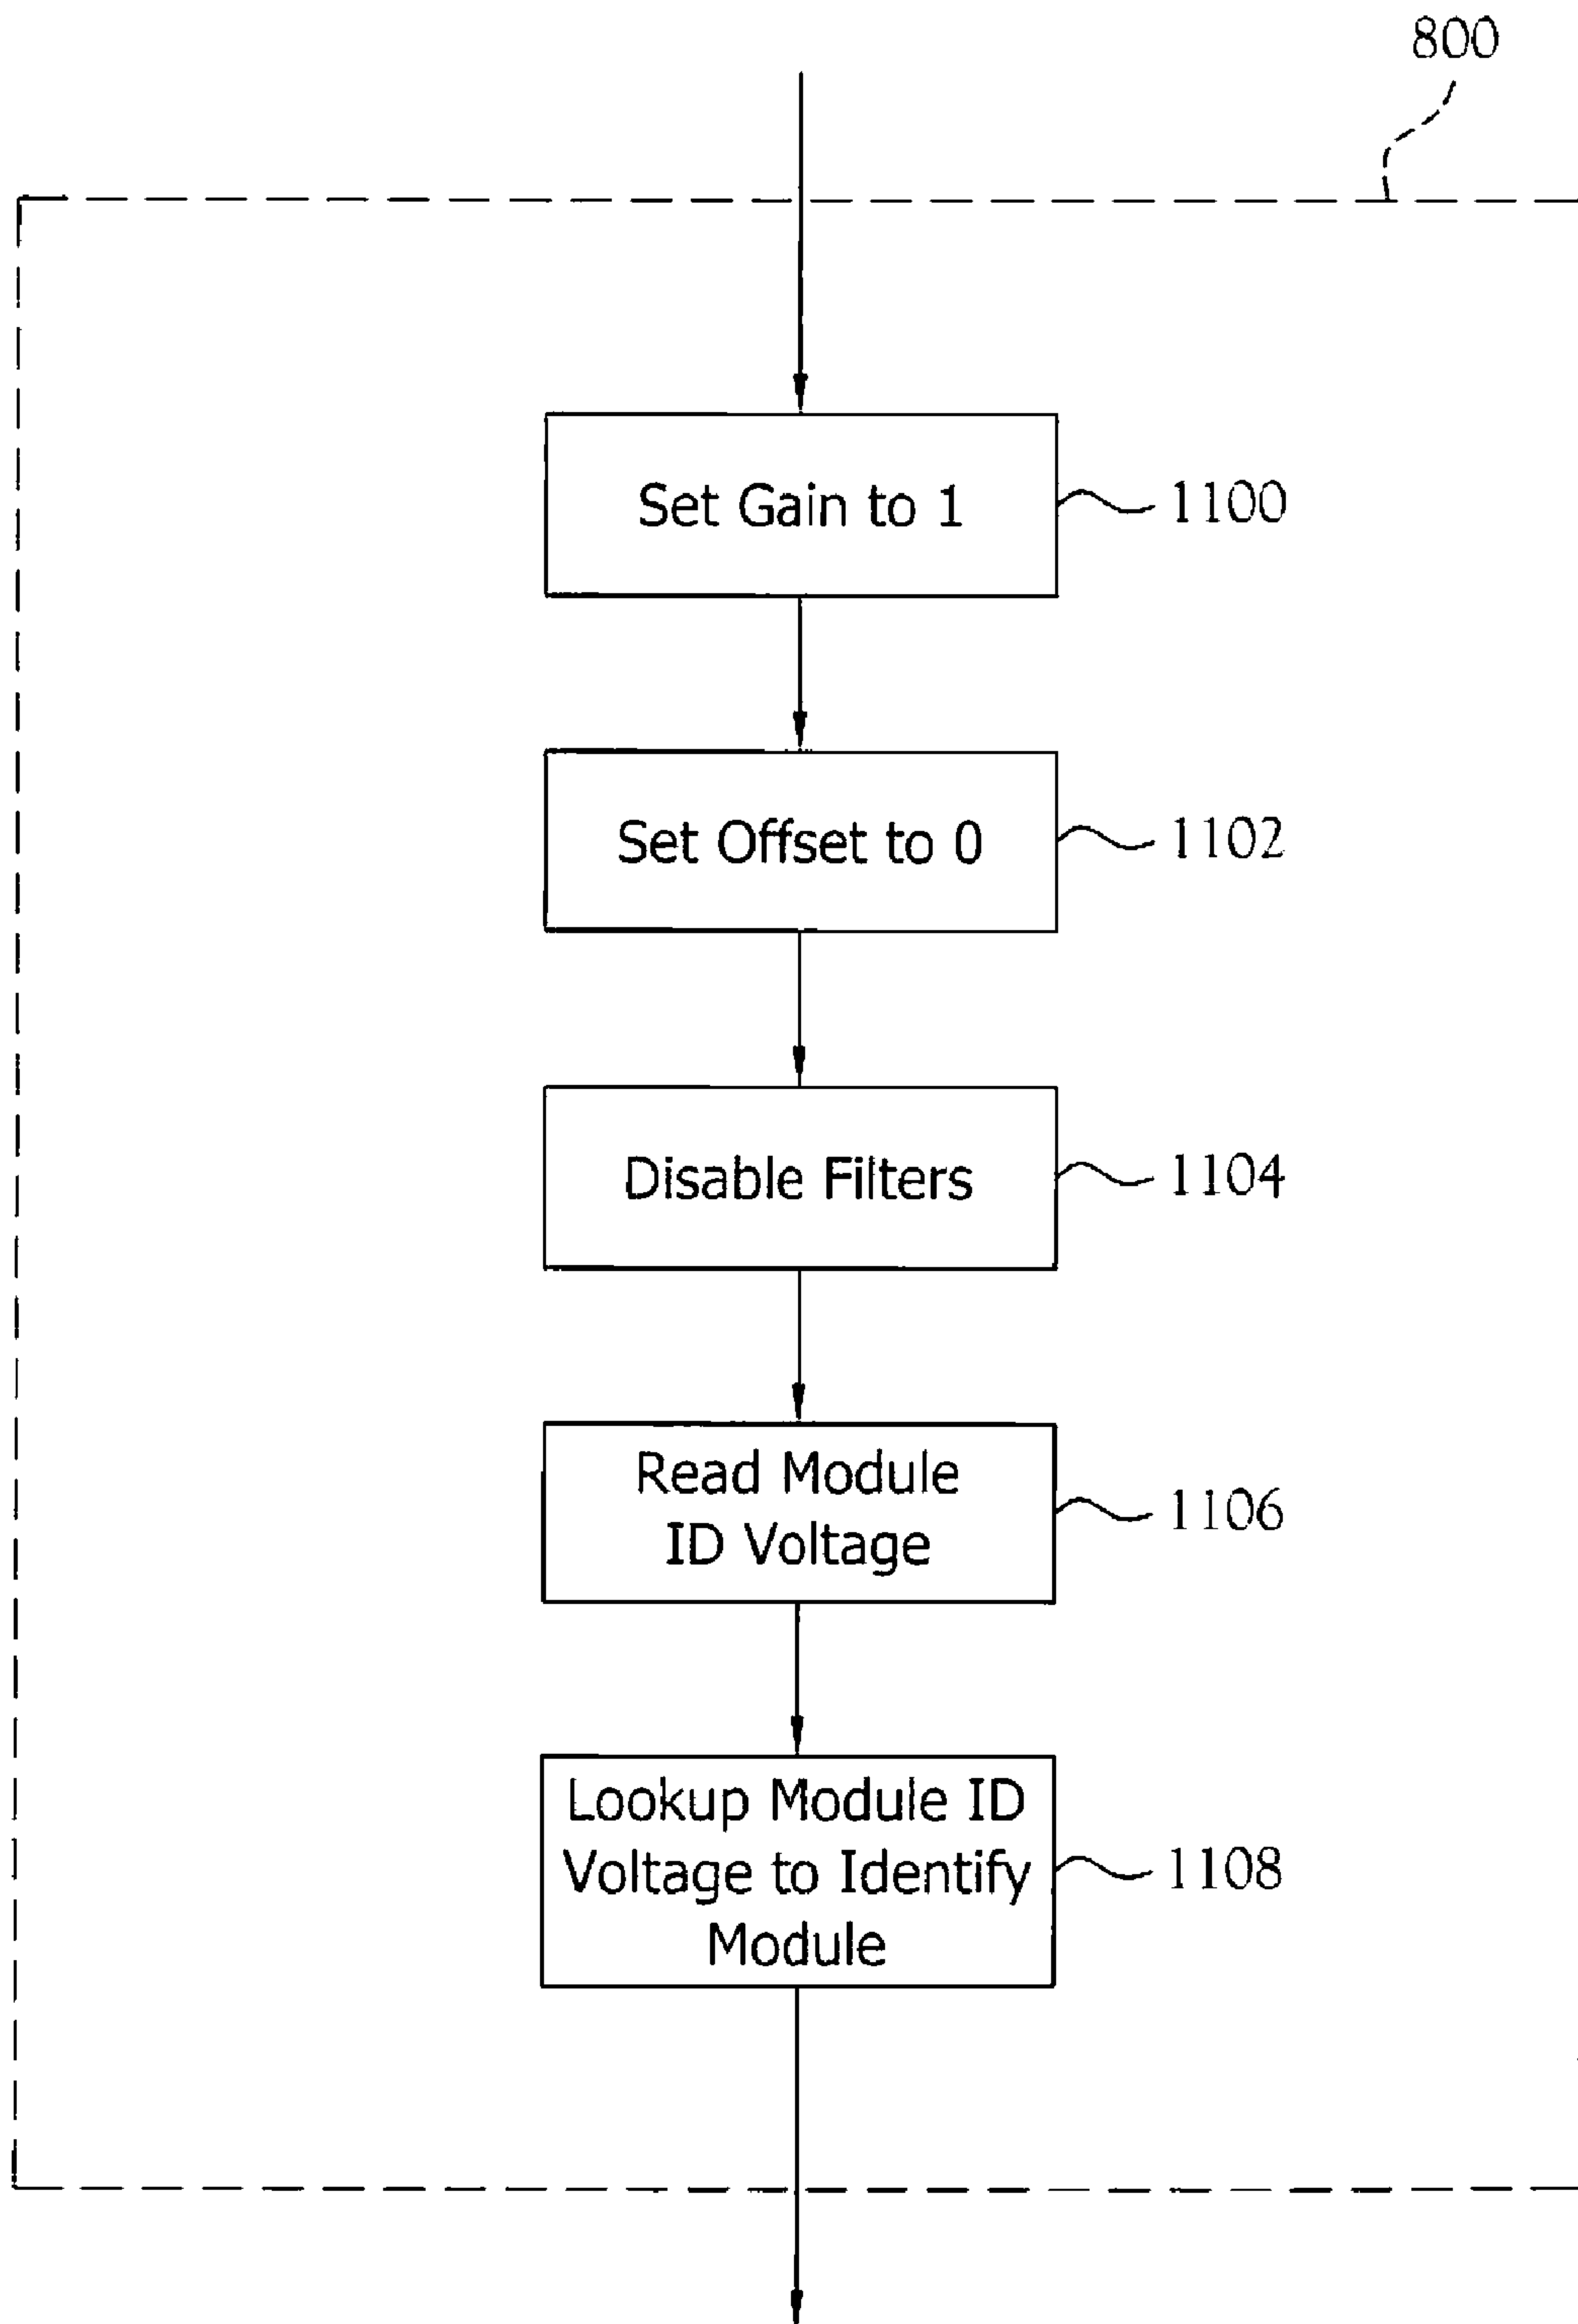 800
Set Gain to 1
1100
Set Offset to 0
1102
Disable Filters
1104
Read Module
ID Voltage
1106
Lookup Module ID
Voltage to Identify
Module
1108